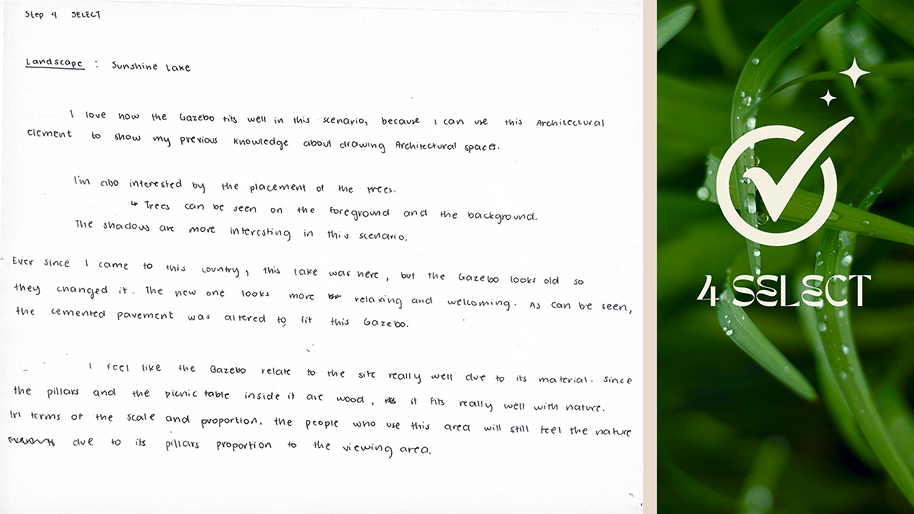 Step 4 SELECT
Landscape : Sunshine Lake
I love how the Gazebo fits well in this scenario, because I can use this Architectural
element to show my previous knowledge about drawing Architectural spaces.
I'm also interested by the placement of the trees.
↳ Trees can be seen on the foreground and the background.
The shadows are more interesting in this scenario.
Ever since I came to this country, this lake was here, but the Gazebo looks old so
they changed it. The new one looks more relaxing and welcoming. As can be seen,
the cemented pavement was altered to fit this Gazebo.
I feel like the Gazebo relate to the site really well due to its material. Since
the pillars and the picnic table inside it are wood, it fits really well with nature.
In terms of the scale and proportion, the people who use this area will still feel the nature
due to its pillars proportion to the viewing area.
4 SELECT